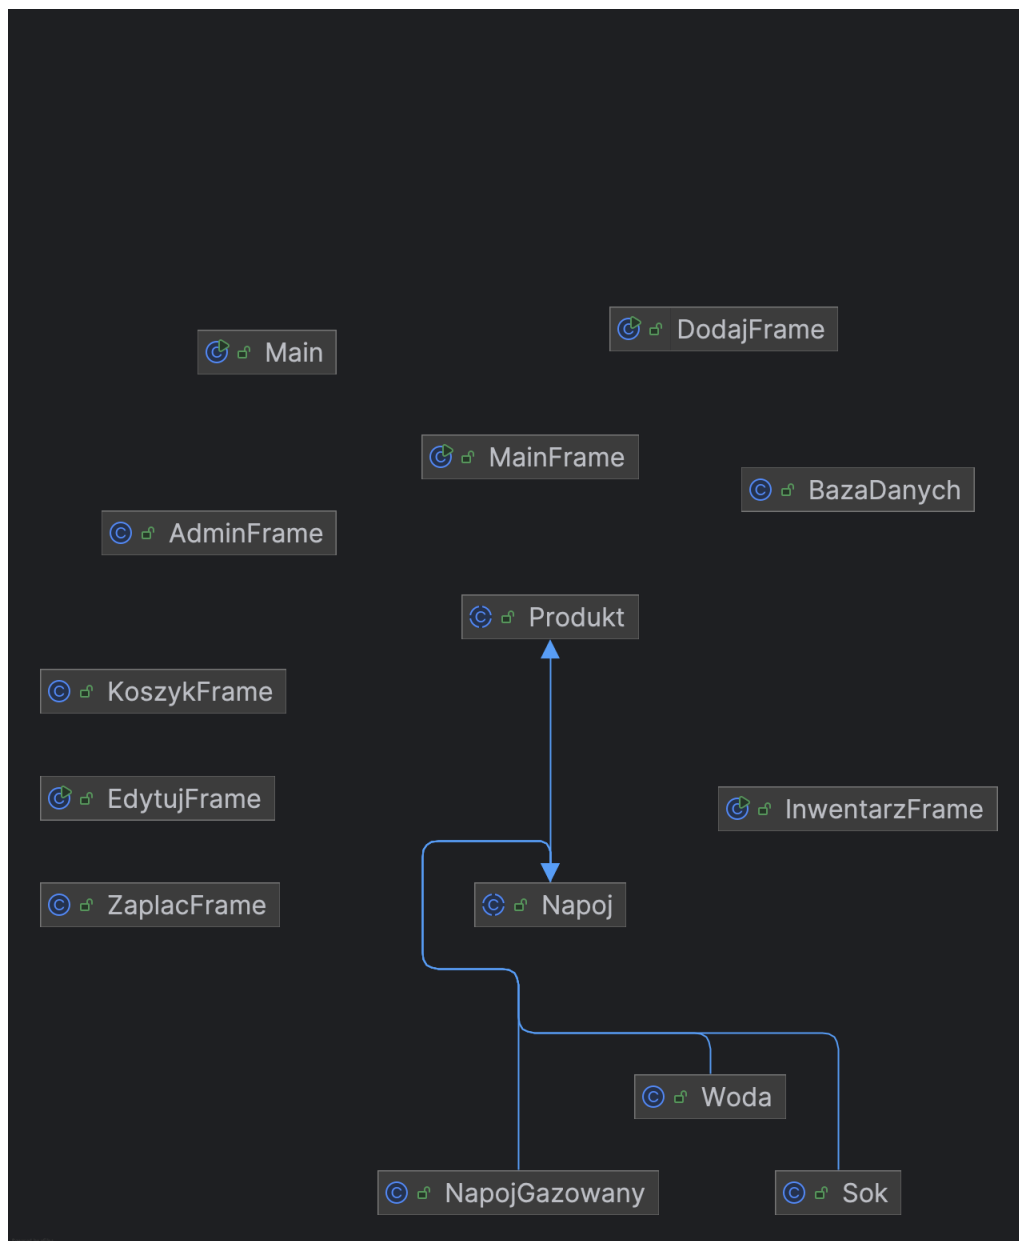 DodajFrame
Main
MainFrame
BazaDanych
AdminFrame
Produkt
KoszykFrame
EdytujFrame
InwentarzFrame
ZaplacFrame
Napoj
Woda
NapojGazowany
Sok